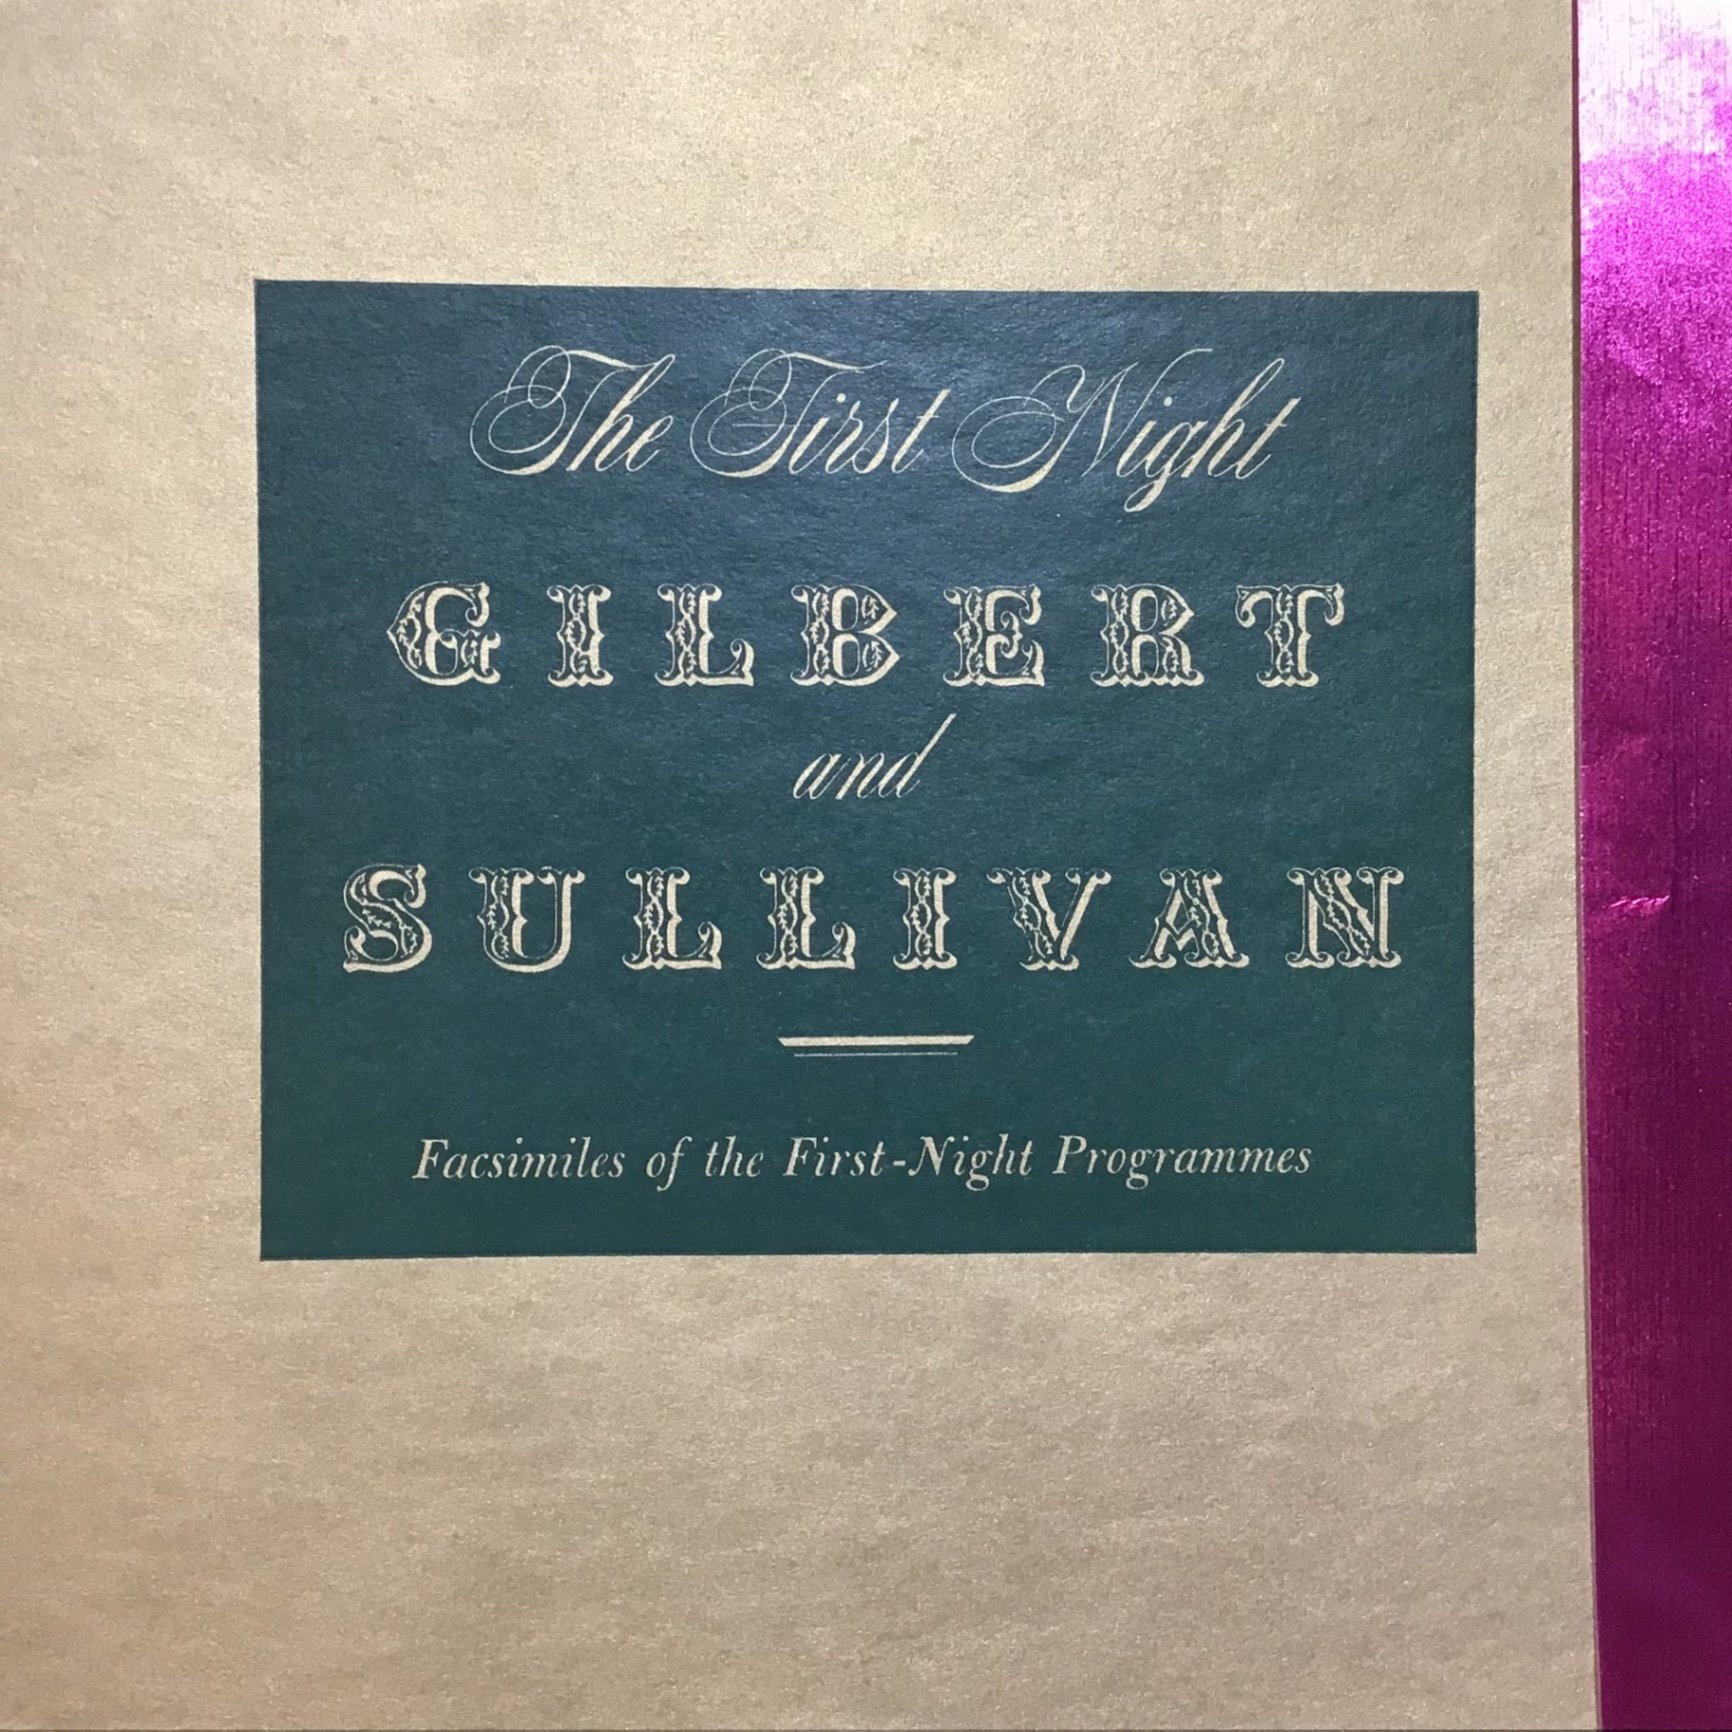 The First Night
GILBERT
and
SULLIVAN
Facsimiles of the First-Night Programmes